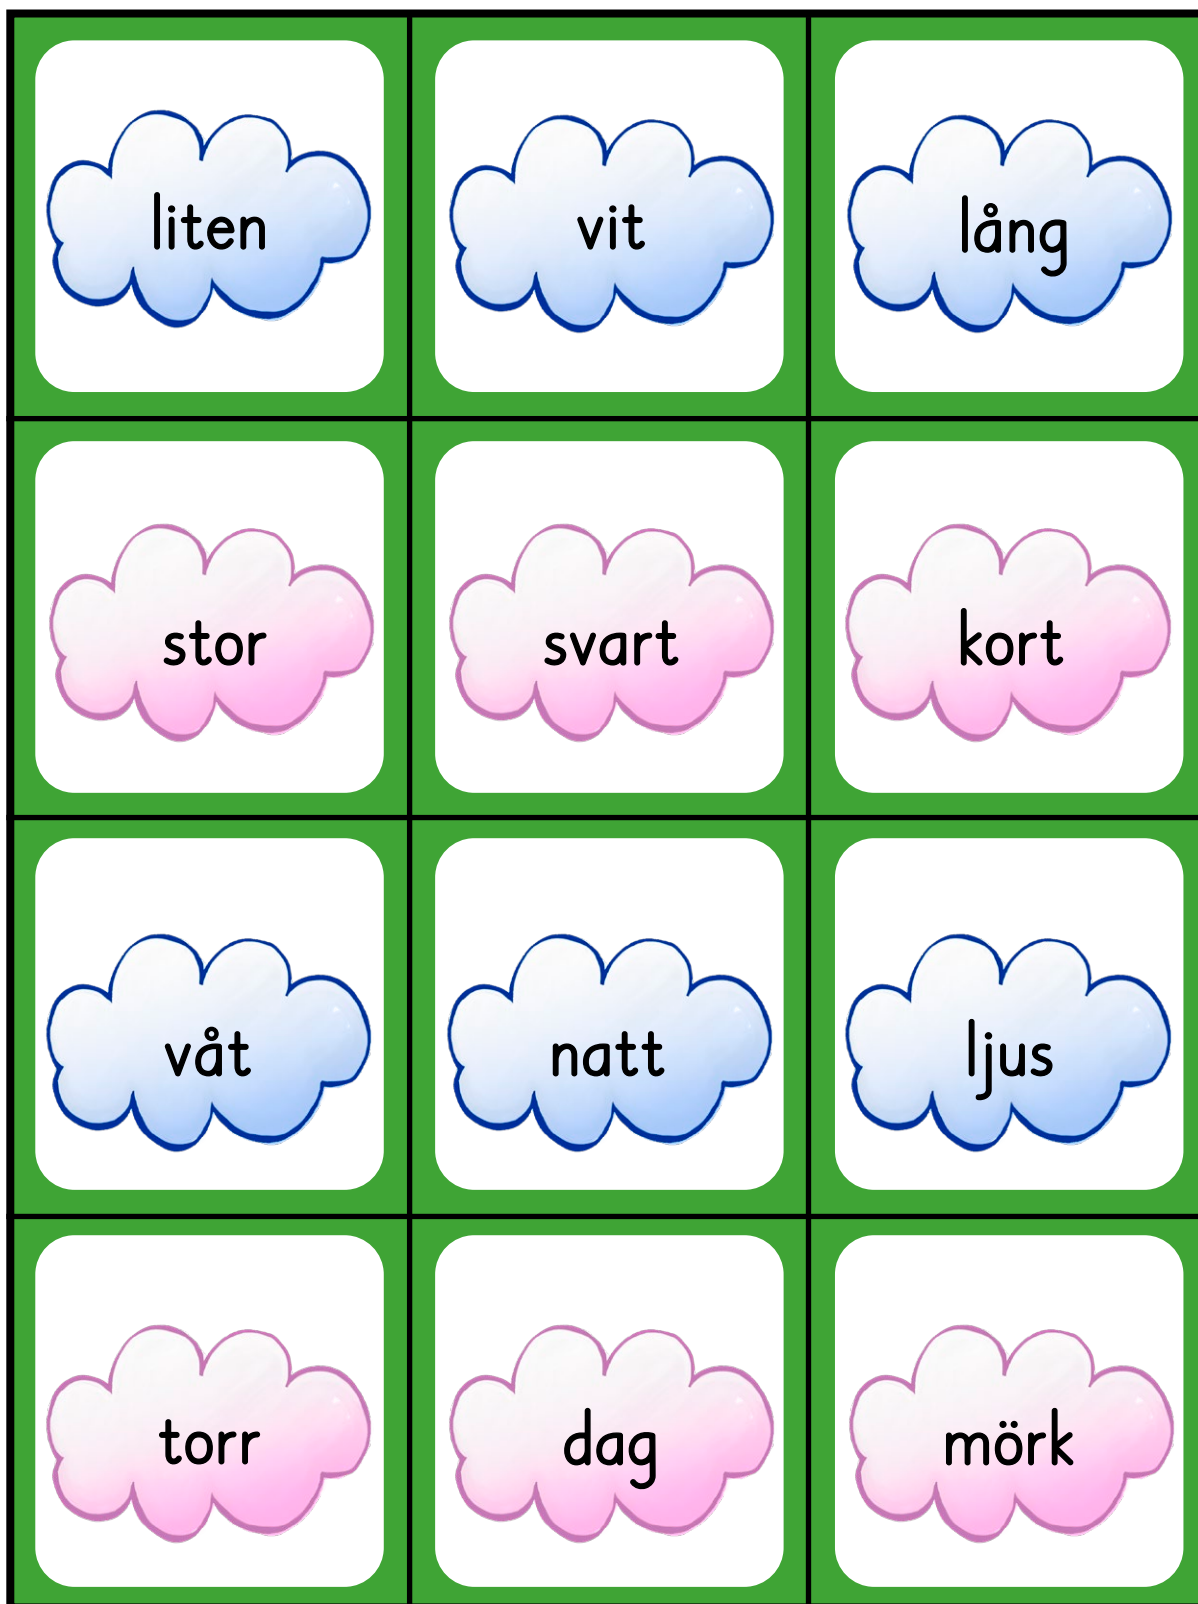 liten
vit
lång
stor
svart
kort
våt
natt
ljus
torr
dag
mörk